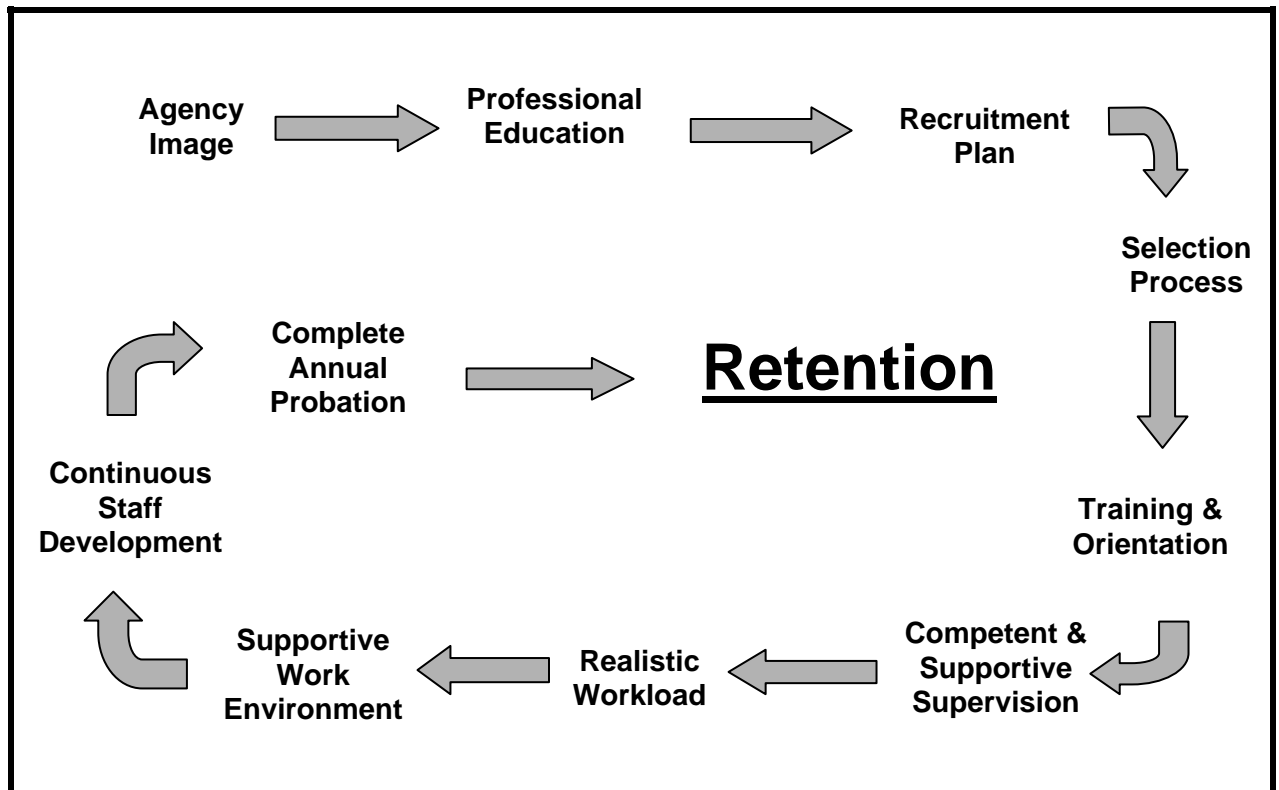 Agency
Image
Professional
Education
Recruitment
Plan
Selection
Process
Training &
Orientation
Competent &
Supportive
Supervision
Realistic
Workload
Supportive
Work
Environment
Continuous
Staff
Development
Complete
Annual
Probation
Retention